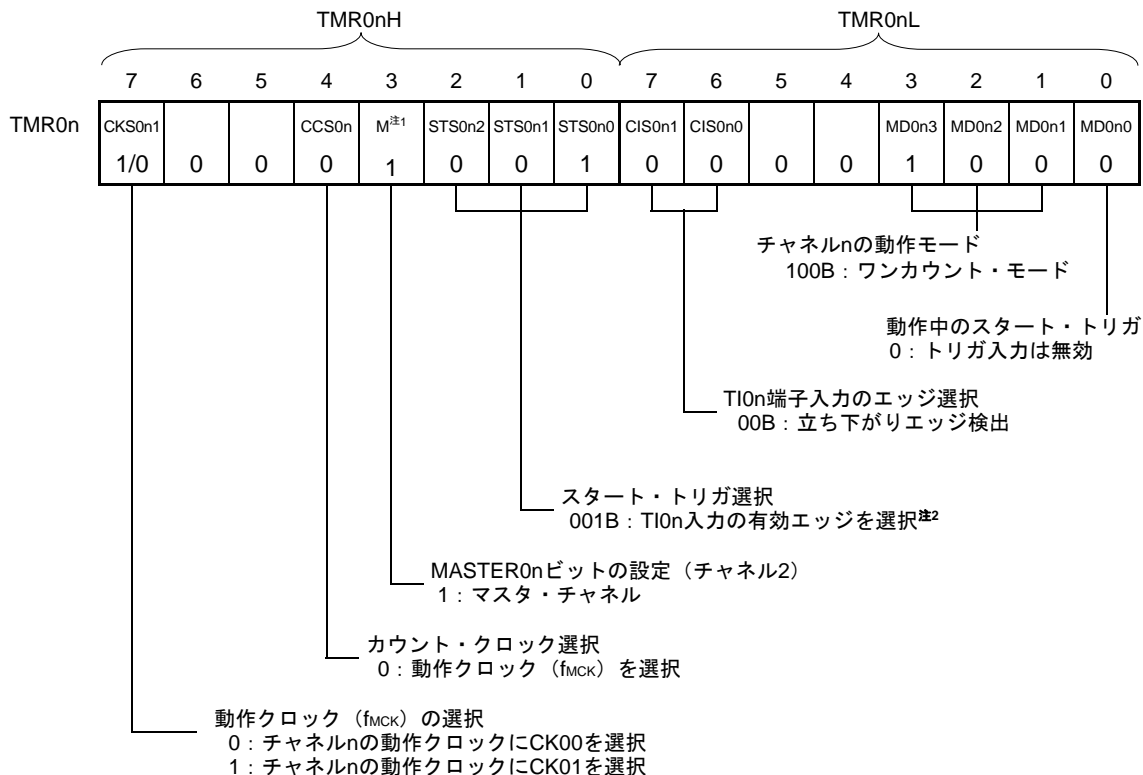 TMR0nH TMR0nL
7 6 5 4 3 2 1 0 7 6 5 4 3 2 1 0
TMR0n CKS0n1 CCS0n M注1 STS0n2 STS0n1 STS0n0 CIS0n1 CIS0n0 MD0n3 MD0n2 MD0n1 MD0n0
1/0 0 0 0 1 0 0 1 0 0 0 0 1 0 0 0
チャネルnの動作モード
100B：ワンカウント・モード
動作中のスタート・トリガ
0：トリガ入力は無効
TI0n端子入力のエッジ選択
00B：立ち下がりエッジ検出
スタート・トリガ選択
001B：TI0n入力の有効エッジを選択注2
MASTER0nビットの設定（チャネル2）
1：マスタ・チャネル
カウント・クロック選択
0：動作クロック（fMCK）を選択
動作クロック（fMCK）の選択
0：チャネルnの動作クロックにCK00を選択
1：チャネルnの動作クロックにCK01を選択